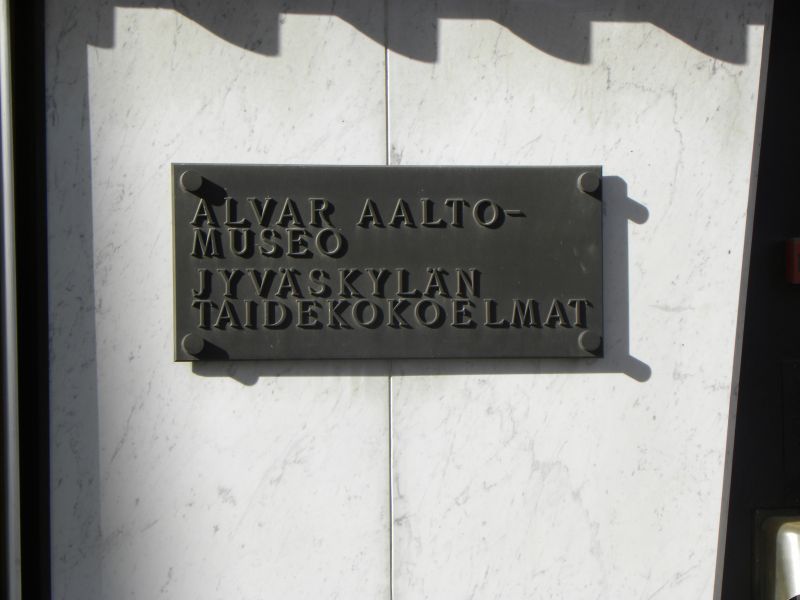 ALVAR AALTO-
MUSEO
JYVÄSKYLÄN
TAIDEKOKOELMAT